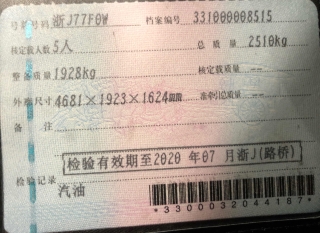 号牌号码 浙J77F0W 档案编号 331000008515
核定载人数 5人 总质量 2510kg
整备质量 1928kg 核定载质量 --
外廓尺寸 4681×1923×1624mm 准牵引总质量 --
备注
检验有效期至2020年07月浙J(路桥)
检验记录
汽油
*3300032044187*